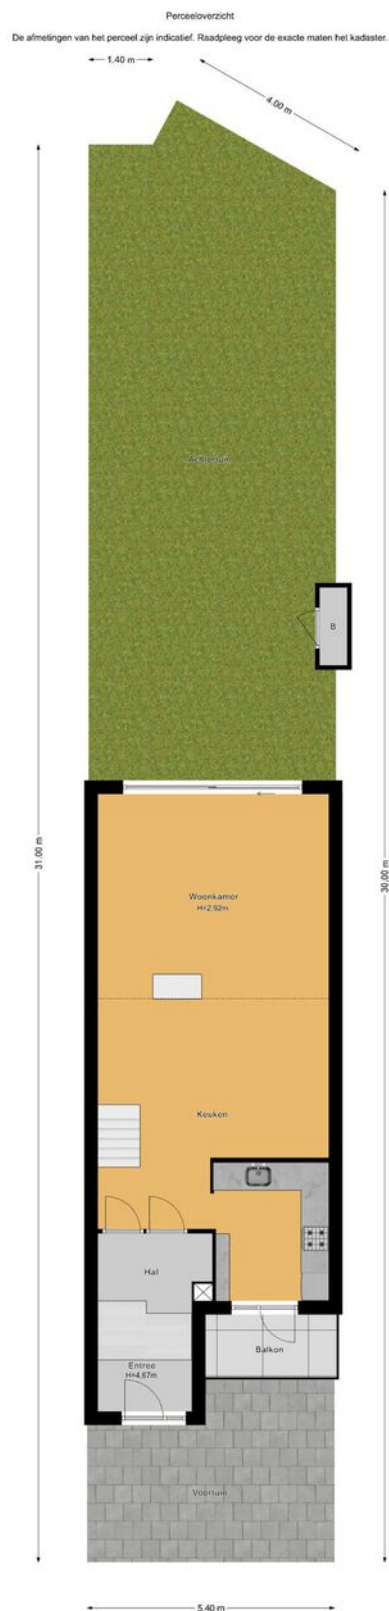 Perceeloverzicht
De afmetingen van het perceel zijn indicatief. Raadpleeg voor de exacte maten het kadaster.
1.40 m
4.00 m
Achtertuin
B
31.00 m
30.00 m
Woonkamer
H=2.92m
Keuken
Hal
Balkon
Entree
H=4.67m
Voortuin
5.40 m